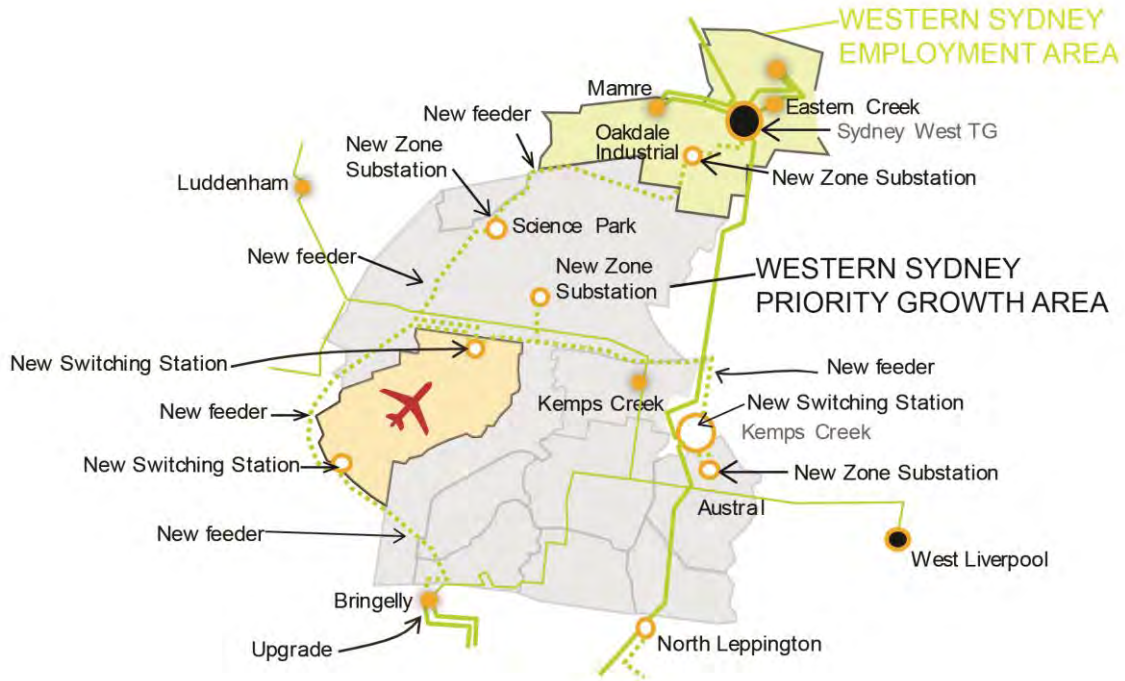 WESTERN SYDNEY
EMPLOYMENT AREA
Mamre
New feeder
Eastern Creek
Sydney West TG
Oakdale
Industrial
New Zone
Substation
Luddenham
New Zone Substation
Science Park
New feeder
New Zone
Substation
WESTERN SYDNEY
PRIORITY GROWTH AREA
New Switching Station
New feeder
Kemps Creek
New Switching Station
New feeder
Kemps Creek
New Switching Station
New Zone Substation
Austral
New feeder
West Liverpool
Bringelly
Upgrade
North Leppington